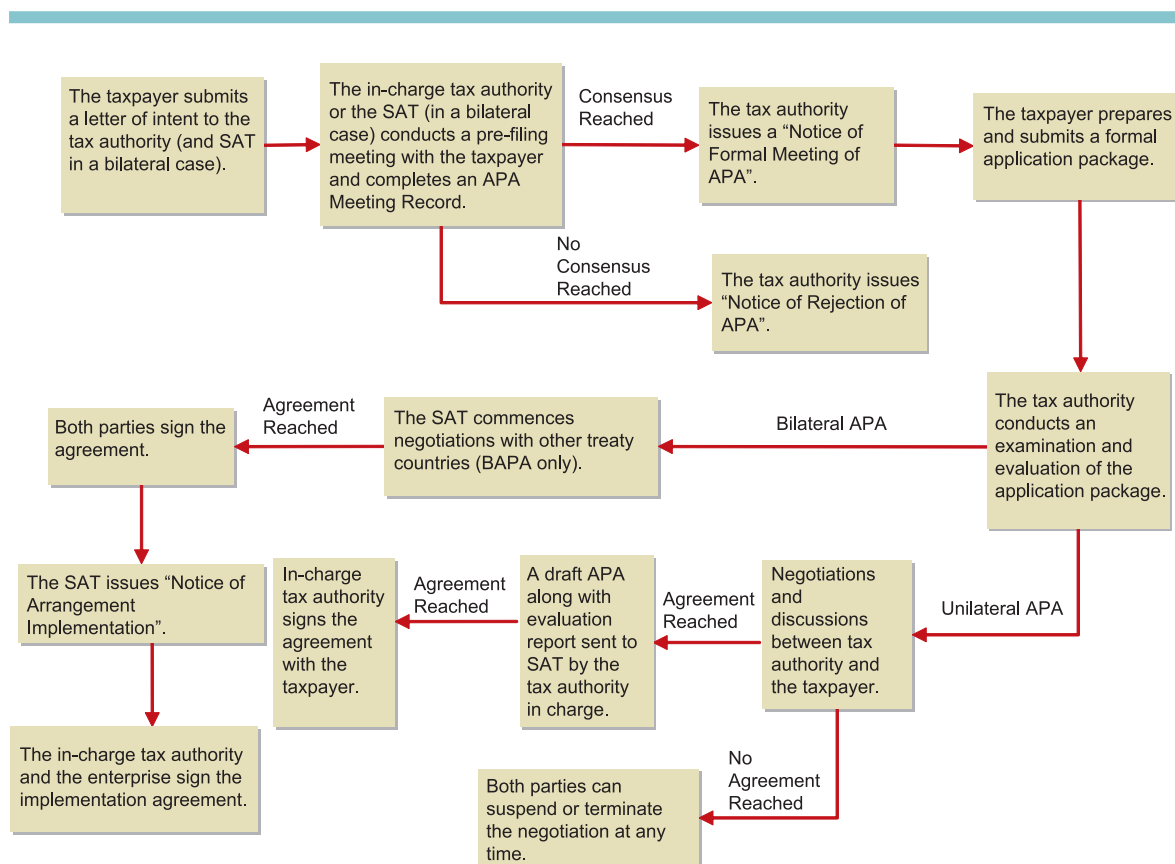 The taxpayer submits
a letter of intent to the
tax authority (and SAT
in a bilateral case).
The in-charge tax authority
or the SAT (in a bilateral
case) conducts a pre-filing
meeting with the taxpayer
and completes an APA
Meeting Record.
Consensus
Reached
The tax authority
issues a “Notice of
Formal Meeting of
APA”.
The taxpayer prepares
and submits a formal
application package.
No
Consensus
Reached
The tax authority issues
“Notice of Rejection of
APA”.
The tax authority
conducts an
examination and
evaluation of the
application package.
Bilateral APA
The SAT commences
negotiations with other treaty
countries (BAPA only).
Agreement
Reached
Both parties sign the
agreement.
The SAT issues “Notice of
Arrangement
Implementation”.
The in-charge tax authority
and the enterprise sign the
implementation agreement.
Unilateral APA
Negotiations
and
discussions
between tax
authority and
the taxpayer.
Agreement
Reached
A draft APA
along with
evaluation
report sent to
SAT by the
tax authority
in charge.
Agreement
Reached
In-charge
tax authority
signs the
agreement
with the
taxpayer.
No
Agreement
Reached
Both parties can
suspend or terminate
the negotiation at any
time.